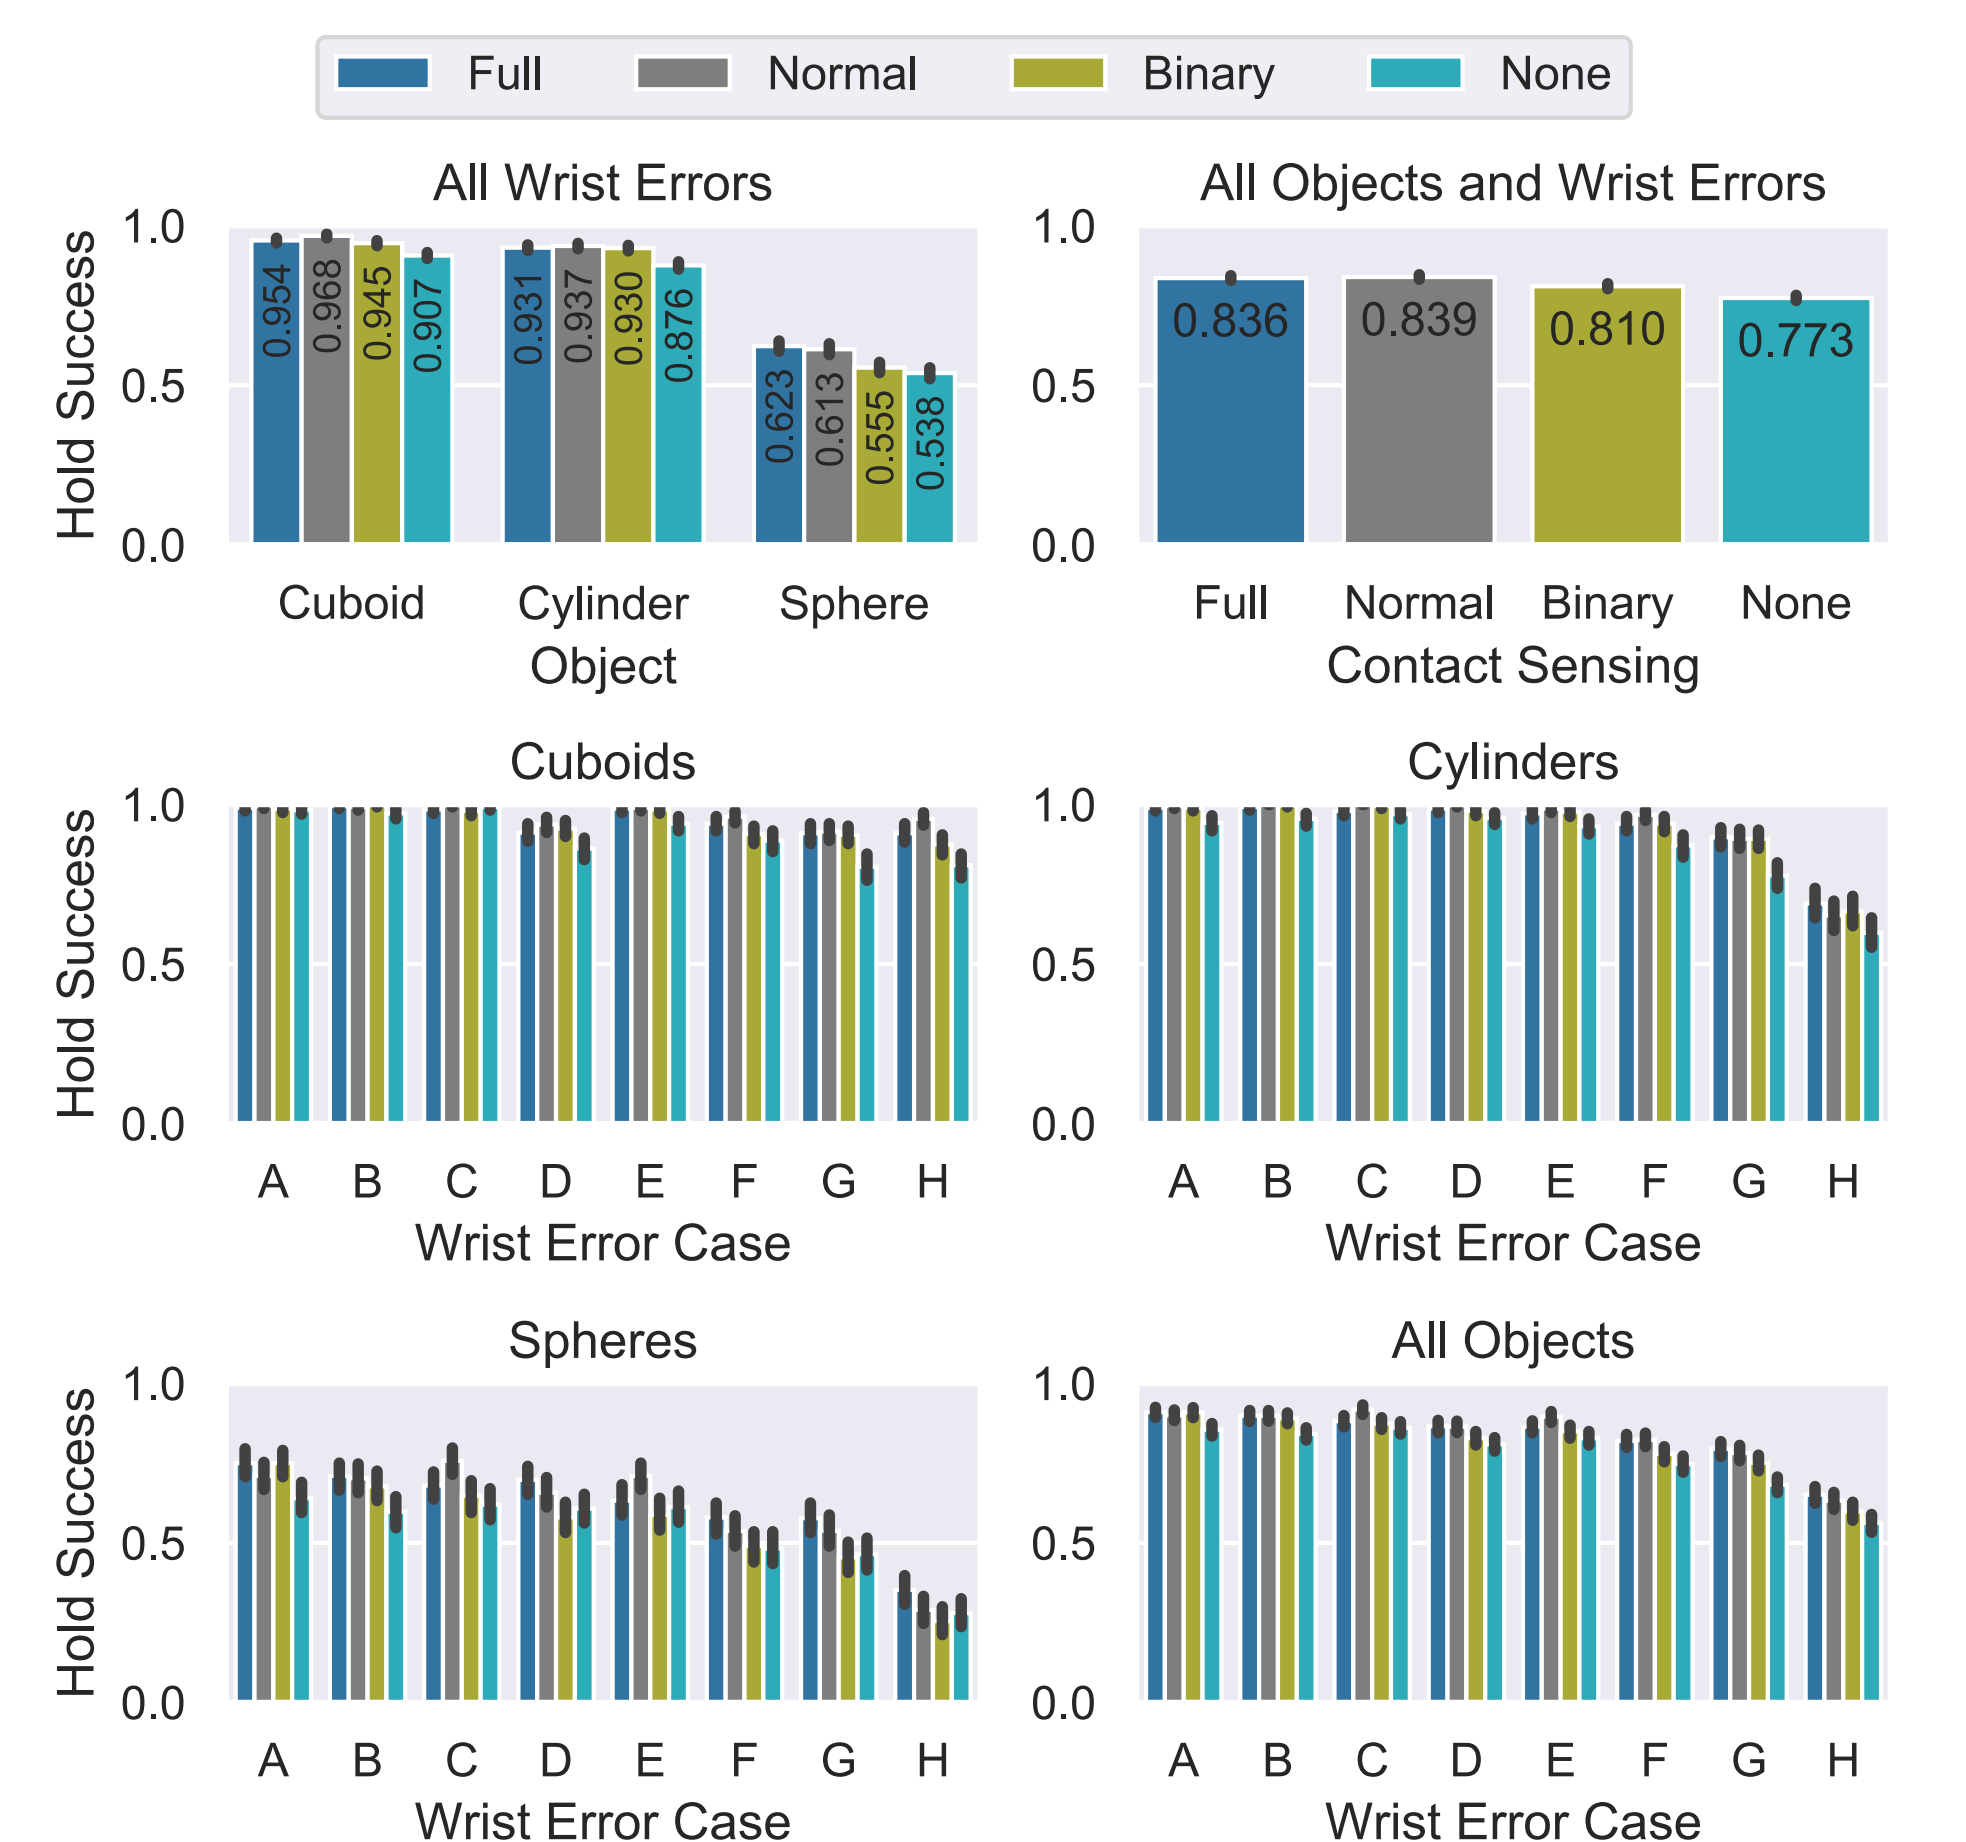 Full Normal Binary None
All Wrist Errors
1.0
0.5
0.0
Hold Success
0.954 0.968 0.945 0.907 0.931 0.937 0.930 0.876 0.623 0.613 0.555 0.538
Cuboid Cylinder Sphere
Object
All Objects and Wrist Errors
1.0
0.5
0.0
0.836 0.839 0.810 0.773
Full Normal Binary None
Contact Sensing
Cuboids
1.0
0.5
0.0
Hold Success
A B C D E F G H
Wrist Error Case
Cylinders
1.0
0.5
0.0
A B C D E F G H
Wrist Error Case
Spheres
1.0
0.5
0.0
Hold Success
A B C D E F G H
Wrist Error Case
All Objects
1.0
0.5
0.0
A B C D E F G H
Wrist Error Case